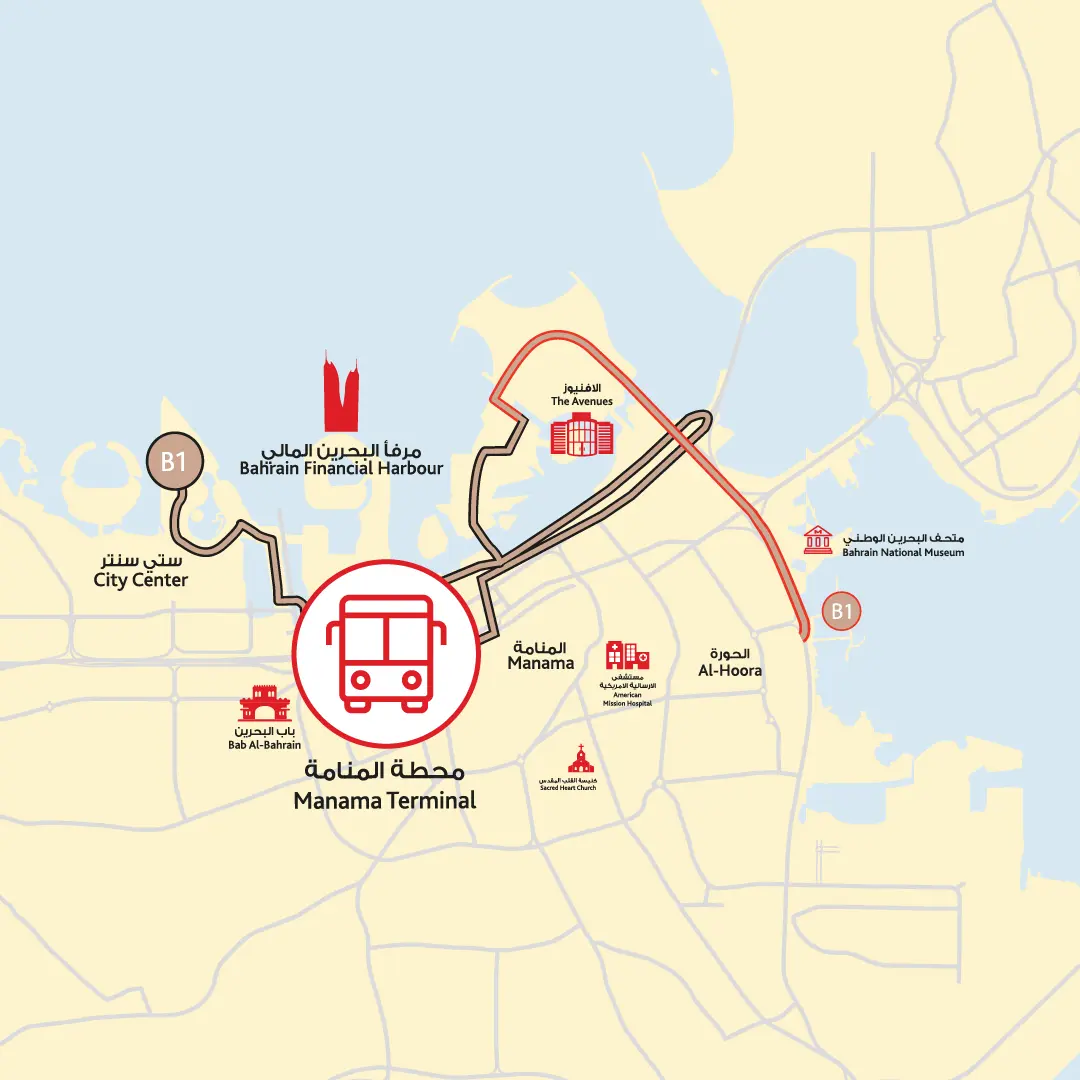 الافنيوز
The Avenues
مرفأ البحرين المالي
Bahrain Financial Harbour
B1
متحف البحرين الوطني
Bahrain National Museum
ستي سنتر
City Center
B1
المنامة
Manama
الحورة
Al-Hoora
مستشفى
الارسالية الامريكية
American
Mission Hospital
باب البحرين
Bab Al-Bahrain
محطة المنامة
Manama Terminal
كنيسة القلب المقدس
Sacred Heart Church